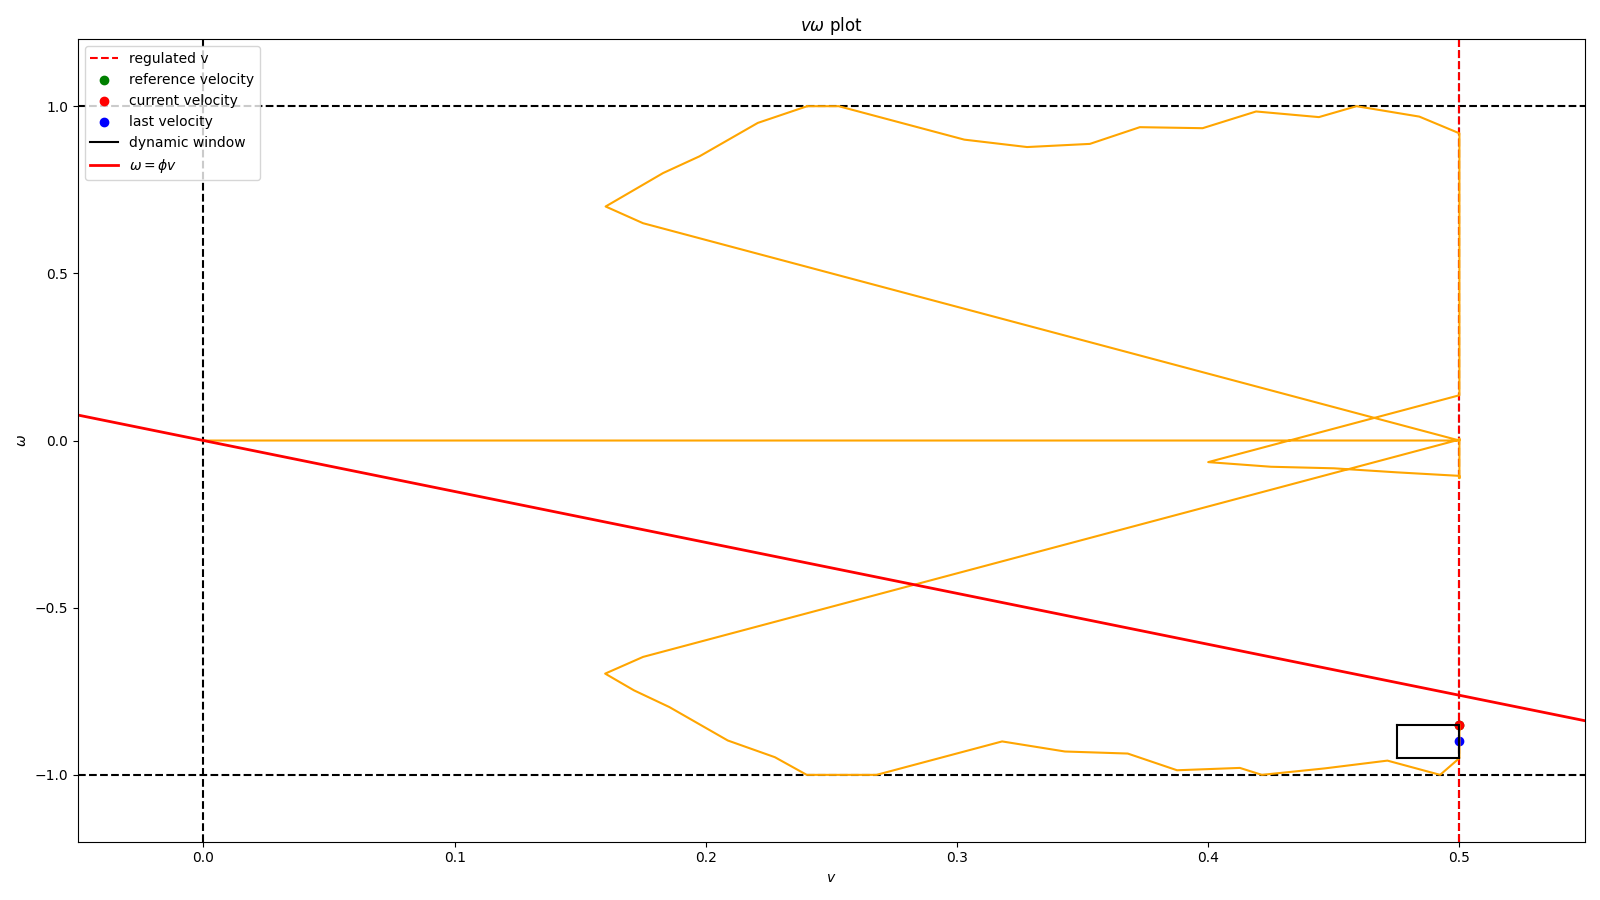 vω plot
regulated v
reference velocity
current velocity
last velocity
dynamic window
ω = ϕv
1.0
0.5
0.0
−0.5
−1.0
ω
0.0 0.1 0.2 0.3 0.4 0.5
v